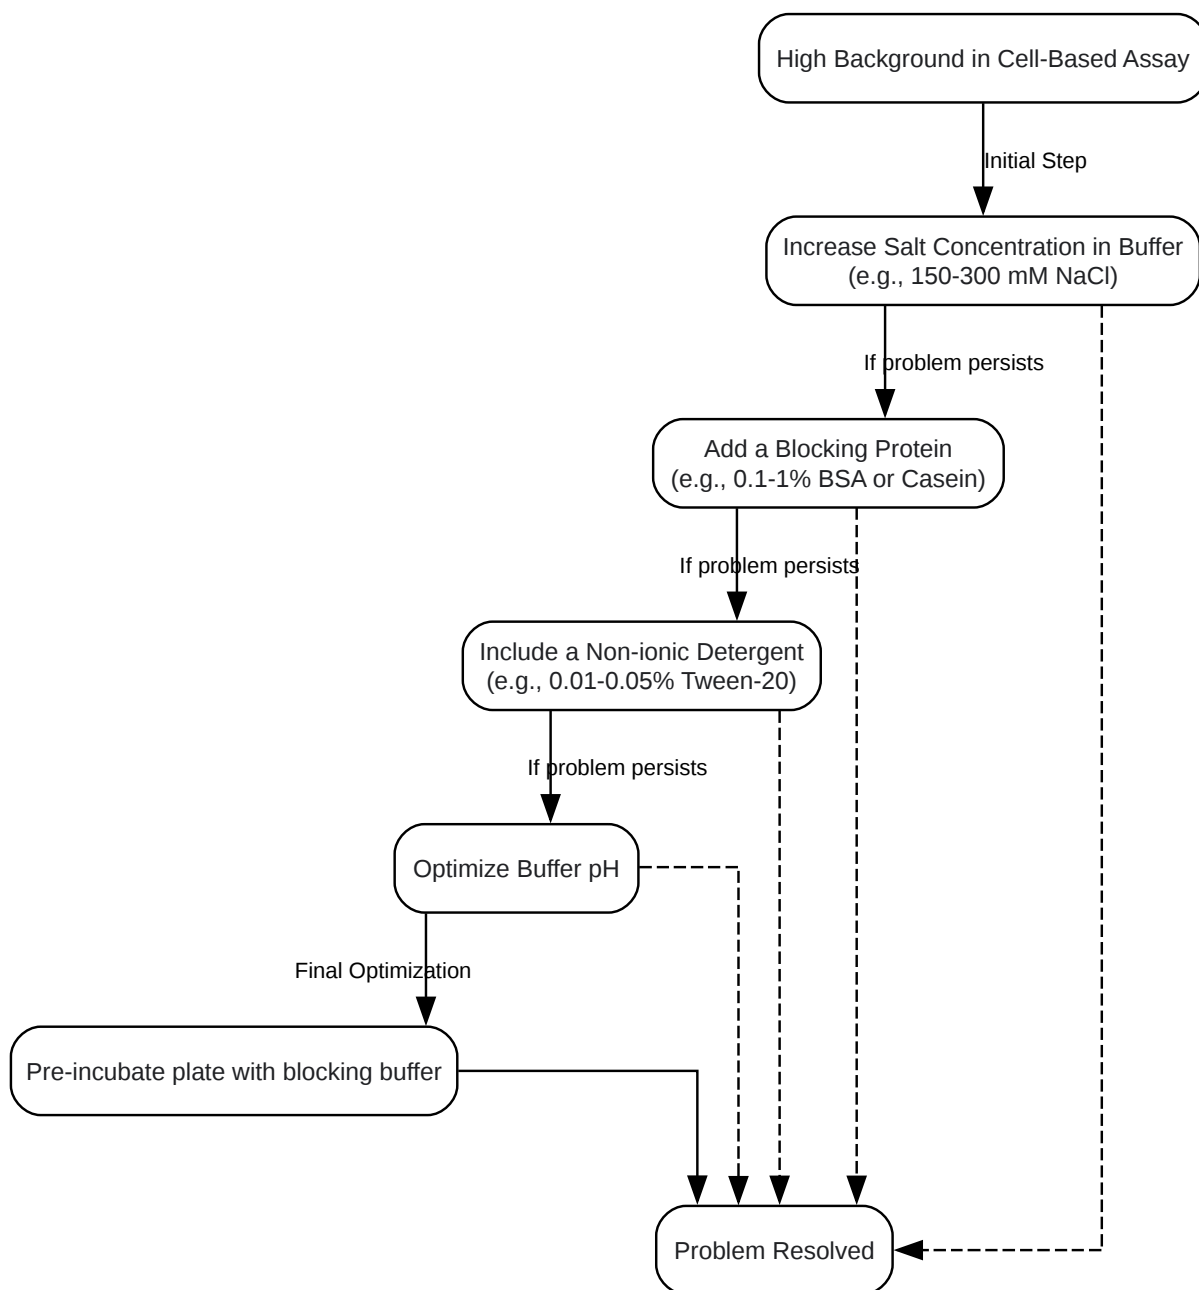 High Background in Cell-Based Assay
Initial Step
Increase Salt Concentration in Buffer
(e.g., 150-300 mM NaCl)
If problem persists
Add a Blocking Protein
(e.g., 0.1-1% BSA or Casein)
If problem persists
Include a Non-ionic Detergent
(e.g., 0.01-0.05% Tween-20)
If problem persists
Optimize Buffer pH
Final Optimization
Pre-incubate plate with blocking buffer
Problem Resolved